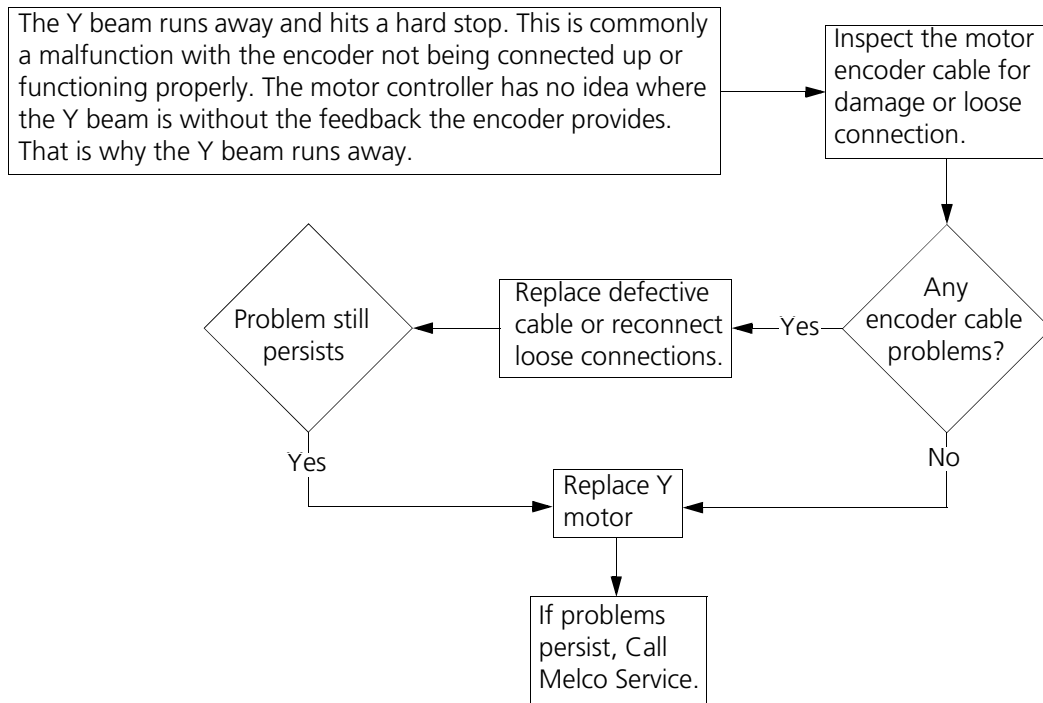 The Y beam runs away and hits a hard stop. This is commonly
a malfunction with the encoder not being connected up or
functioning properly. The motor controller has no idea where
the Y beam is without the feedback the encoder provides.
That is why the Y beam runs away.
Inspect the motor
encoder cable for
damage or loose
connection.
Any
encoder cable
problems?
Yes
Replace defective
cable or reconnect
loose connections.
Problem still
persists
Yes
No
Replace Y
motor
If problems
persist, Call
Melco Service.